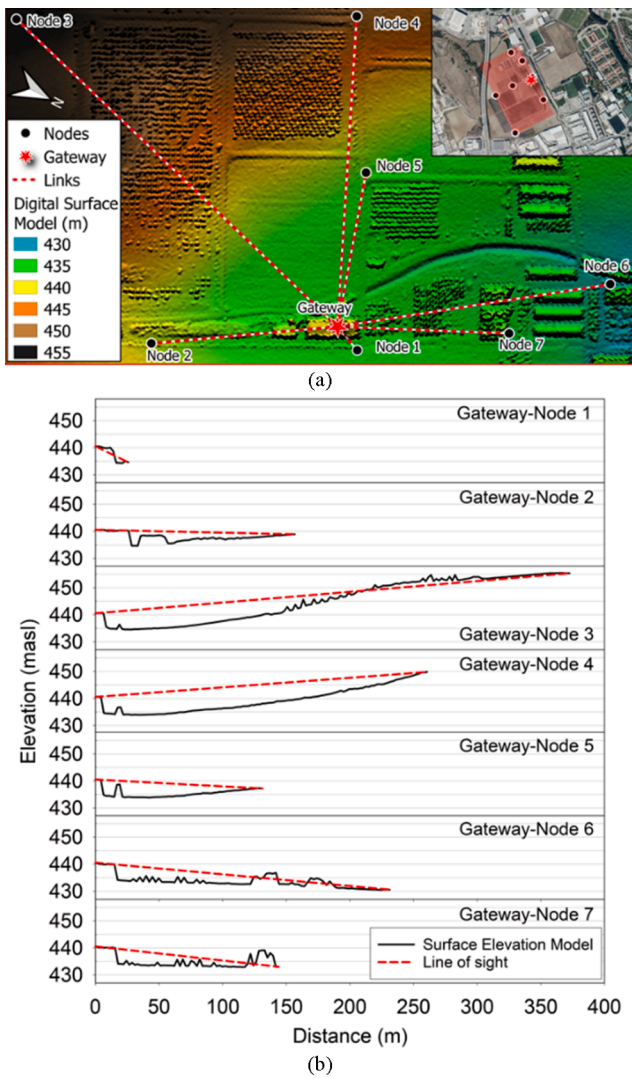 Node 3
Node 4
N
Nodes
Gateway
Links
Digital Surface
Model (m)
430
435
440
445
450
455
Node 5
Node 6
Gateway
Node 2
Node 1
Node 7
(a)
Elevation (masl)
450
440
430
Gateway-Node 1
450
440
430
Gateway-Node 2
450
440
430
Gateway-Node 3
450
440
430
Gateway-Node 4
450
440
430
Gateway-Node 5
450
440
430
Gateway-Node 6
450
440
430
Gateway-Node 7
Surface Elevation Model
Line of sight
0 50 100 150 200 250 300 350 400
Distance (m)
(b)